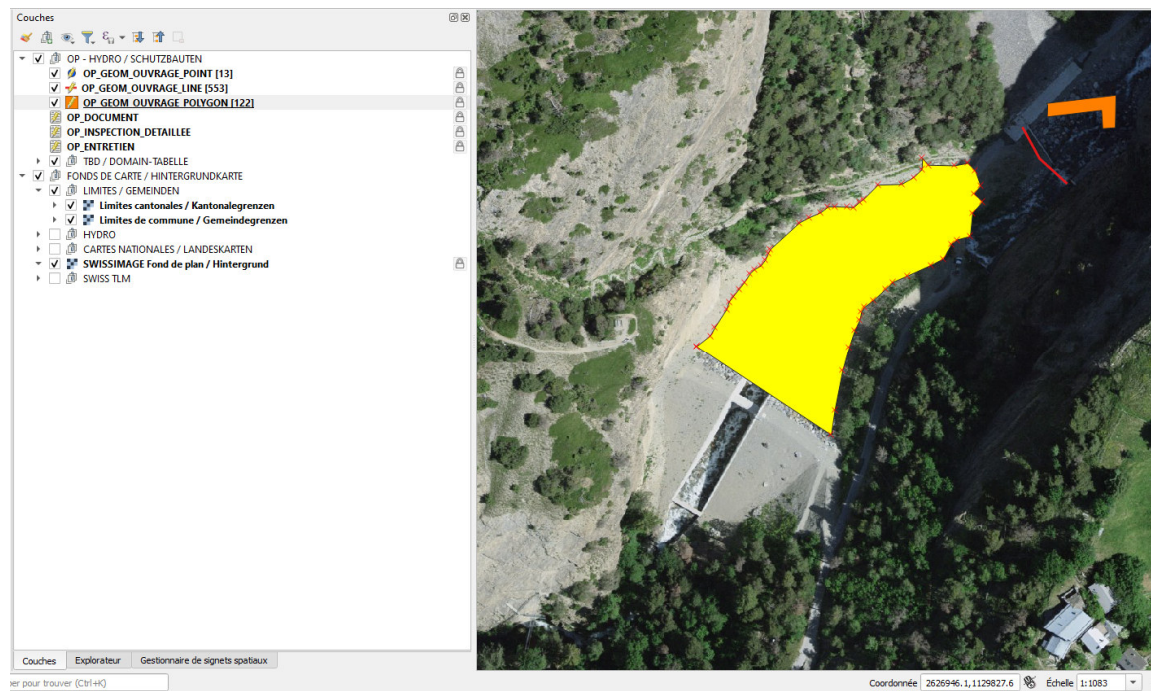 Couches
OP - HYDRO / SCHUTZBAUTEN
OP_GEOM_OUVRAGE_POINT [13]
OP_GEOM_OUVRAGE_LINE [553]
OP_GEOM_OUVRAGE_POLYGON [122]
OP_DOCUMENT
OP_INSPECTION_DETAILLEE
OP_ENTRETIEN
TBD / DOMAIN-TABELLE
FONDS DE CARTE / HINTERGRUNDKARTE
LIMITES / GEMEINDEN
Limites cantonales / Kantonalegrenzen
Limites de commune / Gemeindegrenzen
HYDRO
CARTES NATIONALES / LANDESKARTEN
SWISSIMAGE Fond de plan / Hintergrund
SWISS TLM
Couches Explorateur Gestionnaire de signets spatiaux
per pour trouver (Ctrl+K) Coordonnée 2626946.1,1129827.6 Échelle 1:1083